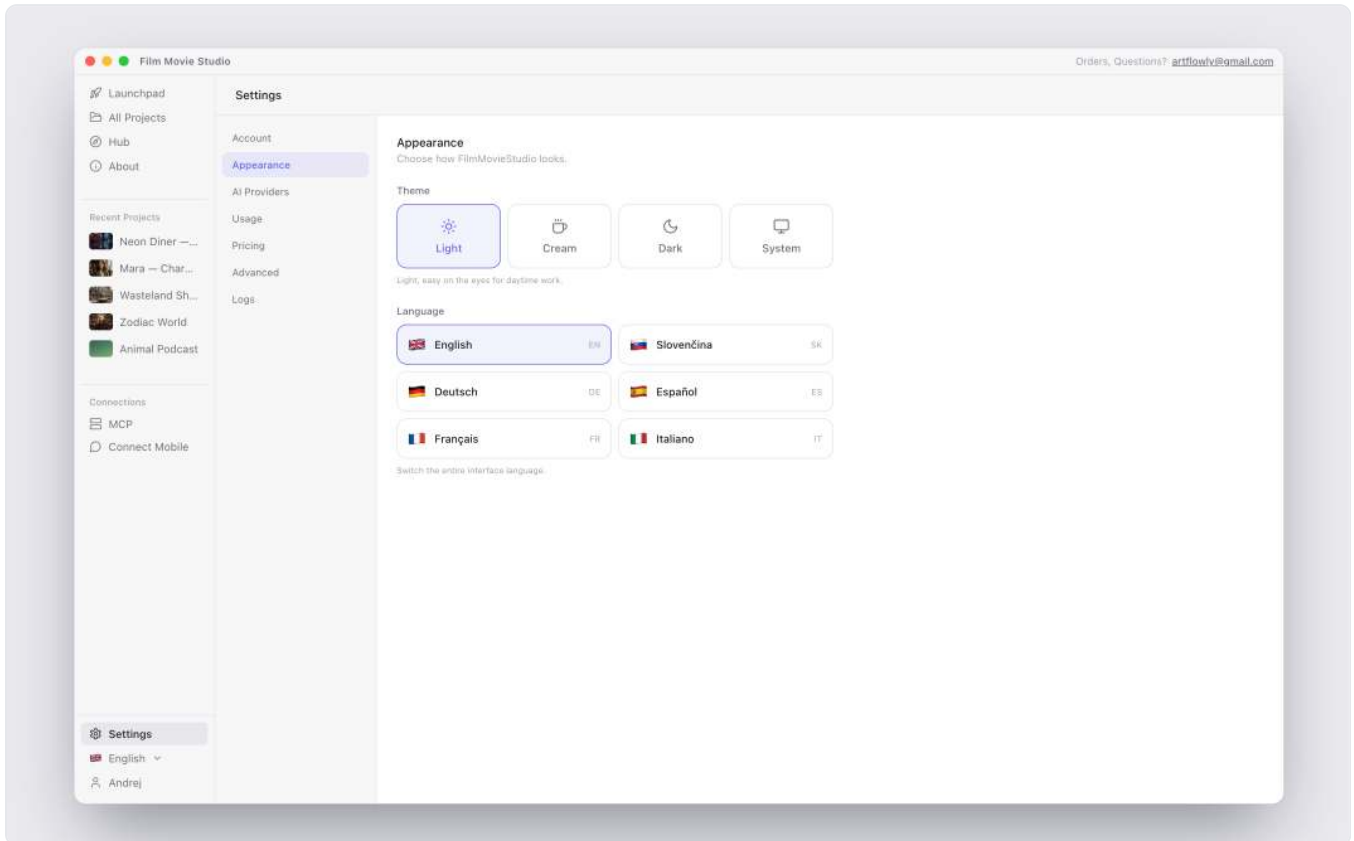 Film Movie Studio
Orders, Questions? artflowly@gmail.com
Launchpad
All Projects
Hub
About
Recent Projects
Neon Diner —...
Mara — Char...
Wasteland Sh...
Zodiac World
Animal Podcast
Connections
MCP
Connect Mobile
Settings
English
Andrej
Settings
Account
Appearance
AI Providers
Usage
Pricing
Advanced
Logs
Appearance
Choose how FilmMovieStudio looks.
Theme
Light
Cream
Dark
System
Light, easy on the eyes for daytime work.
Language
English EN
Slovenčina SK
Deutsch DE
Español ES
Français FR
Italiano IT
Switch the entire interface language.